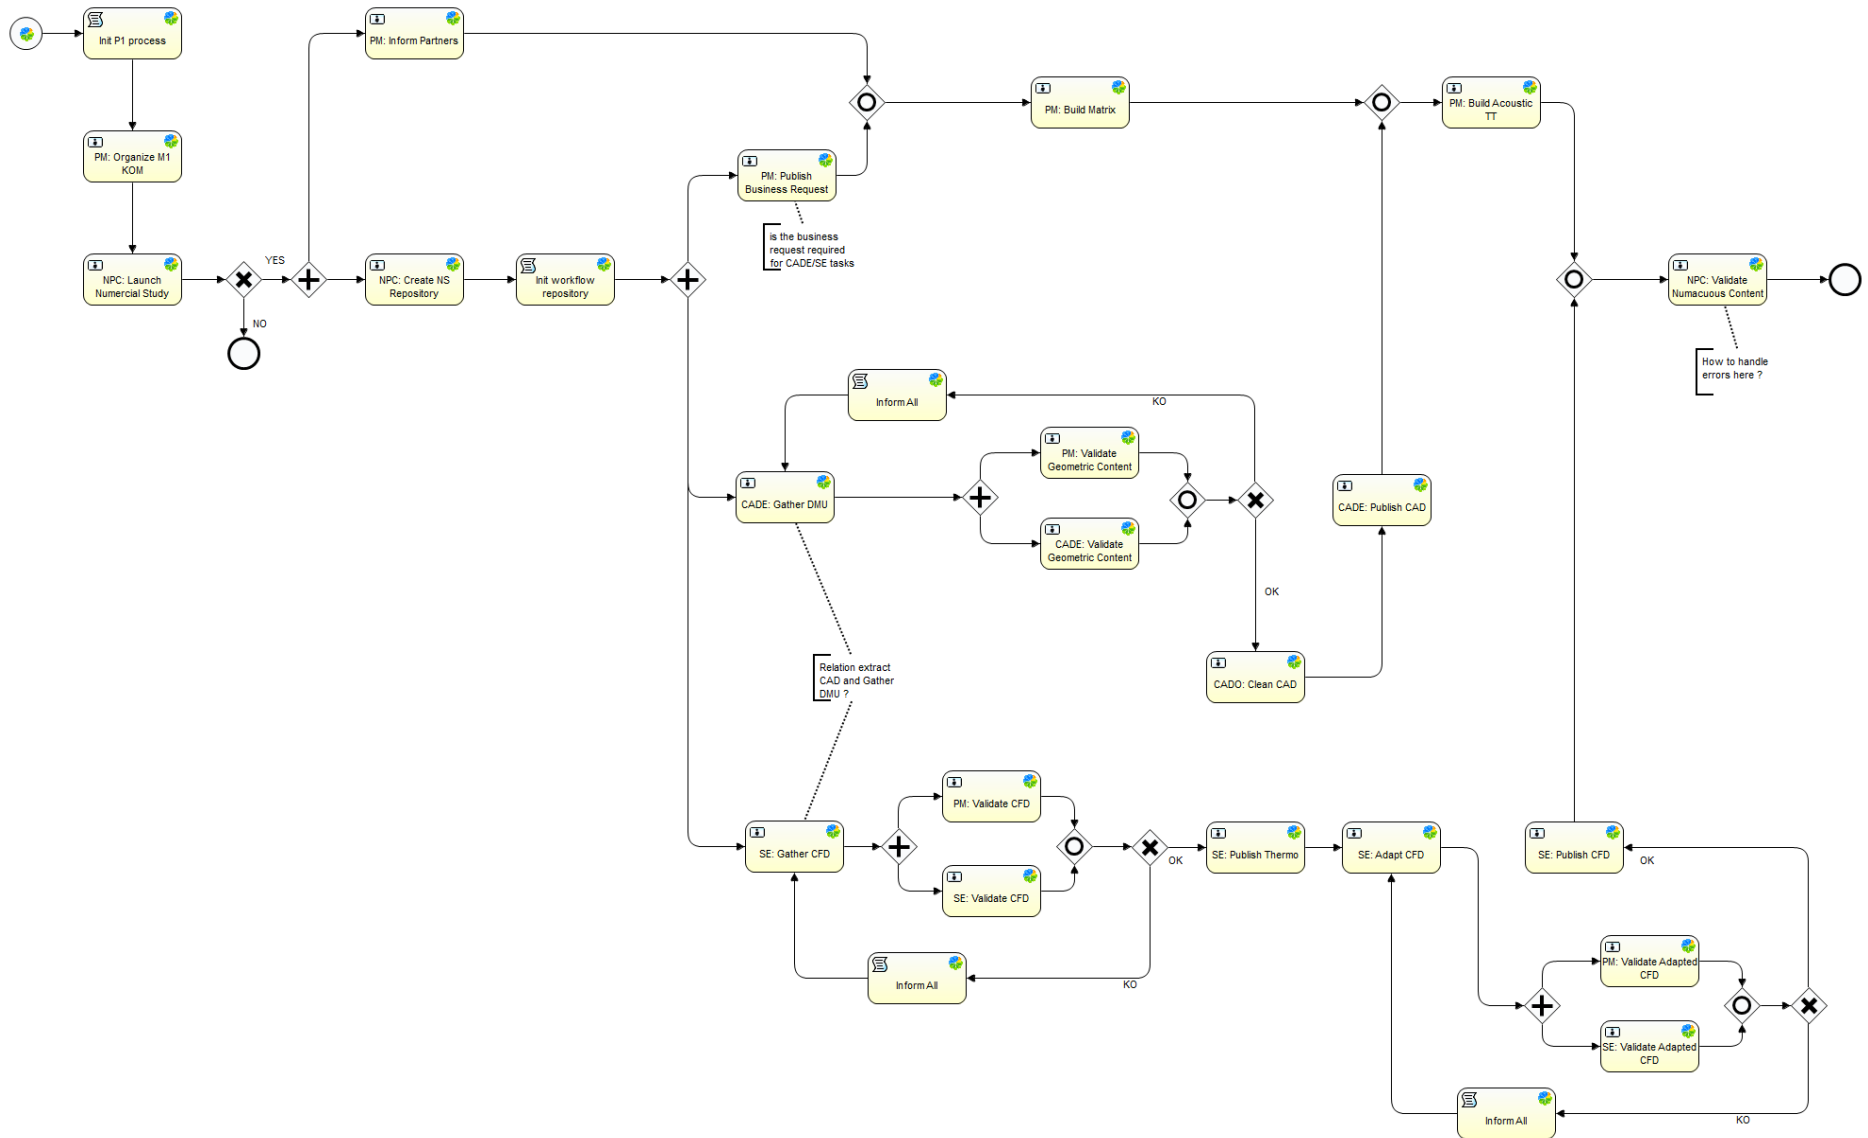 Init P1 process
PM: Inform Partners
PM: Build Matrix
PM: Build Acoustic
TT
PM: Organize M1
KOM
PM: Publish
Business Request
is the business
request required
for CADE/SE tasks
NPC: Launch
Numercial Study
YES
NO
NPC: Create NS
Repository
Init workflow
repository
NPC: Validate
Numacuous Content
How to handle
errors here ?
Inform All
KO
PM: Validate
Geometric Content
CADE: Gather DMU
CADE: Validate
Geometric Content
CADE: Publish CAD
OK
Relation extract
CAD and Gather
DMU ?
CADO: Clean CAD
PM: Validate CFD
SE: Gather CFD
SE: Validate CFD
OK
SE: Publish Thermo
SE: Adapt CFD
SE: Publish CFD
OK
Inform All
KO
PM: Validate Adapted
CFD
SE: Validate Adapted
CFD
Inform All
KO